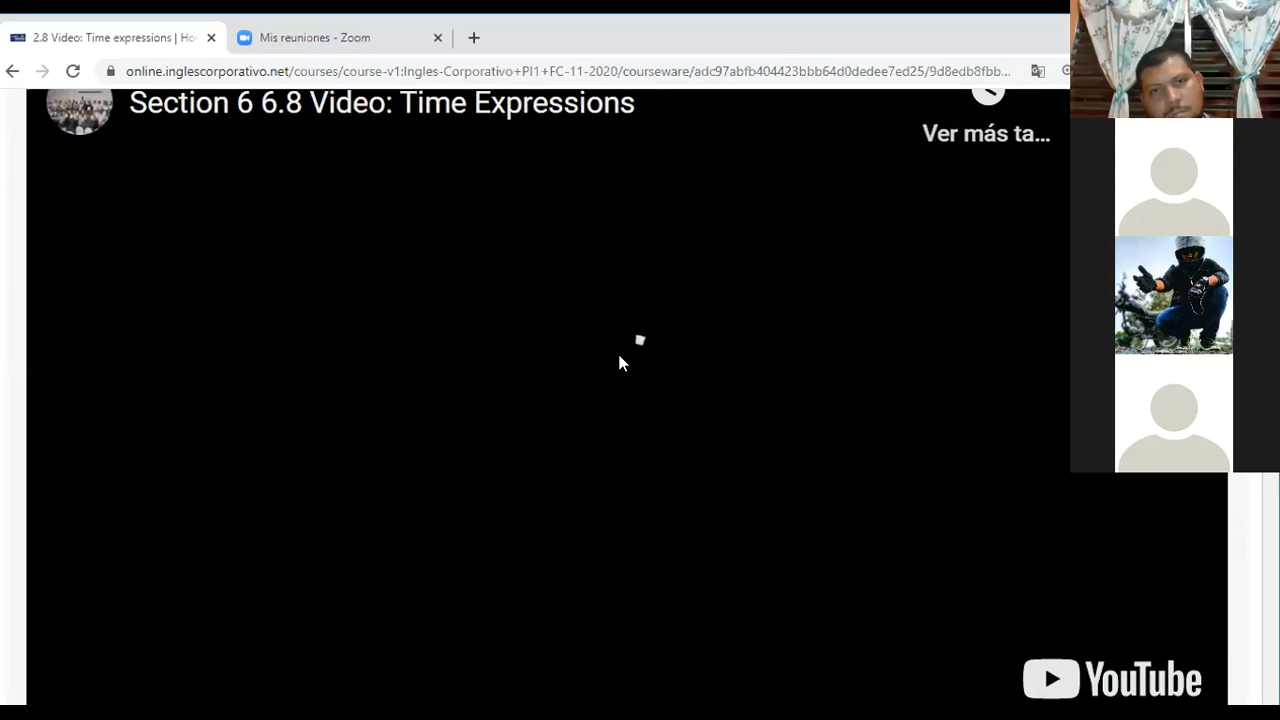 2.8 Video: Time expressions | Ho
Mis reuniones - Zoom
online.inglescorporativo.net/courses/course-v1:Ingles-Corporativo+PI1+FC-11-2020/courseware/adc97abfb404423bbb64d0dedee7ed25/9adedb8fbb...
Section 6 6.8 Video: Time Expressions
Ver más ta...
YouTube